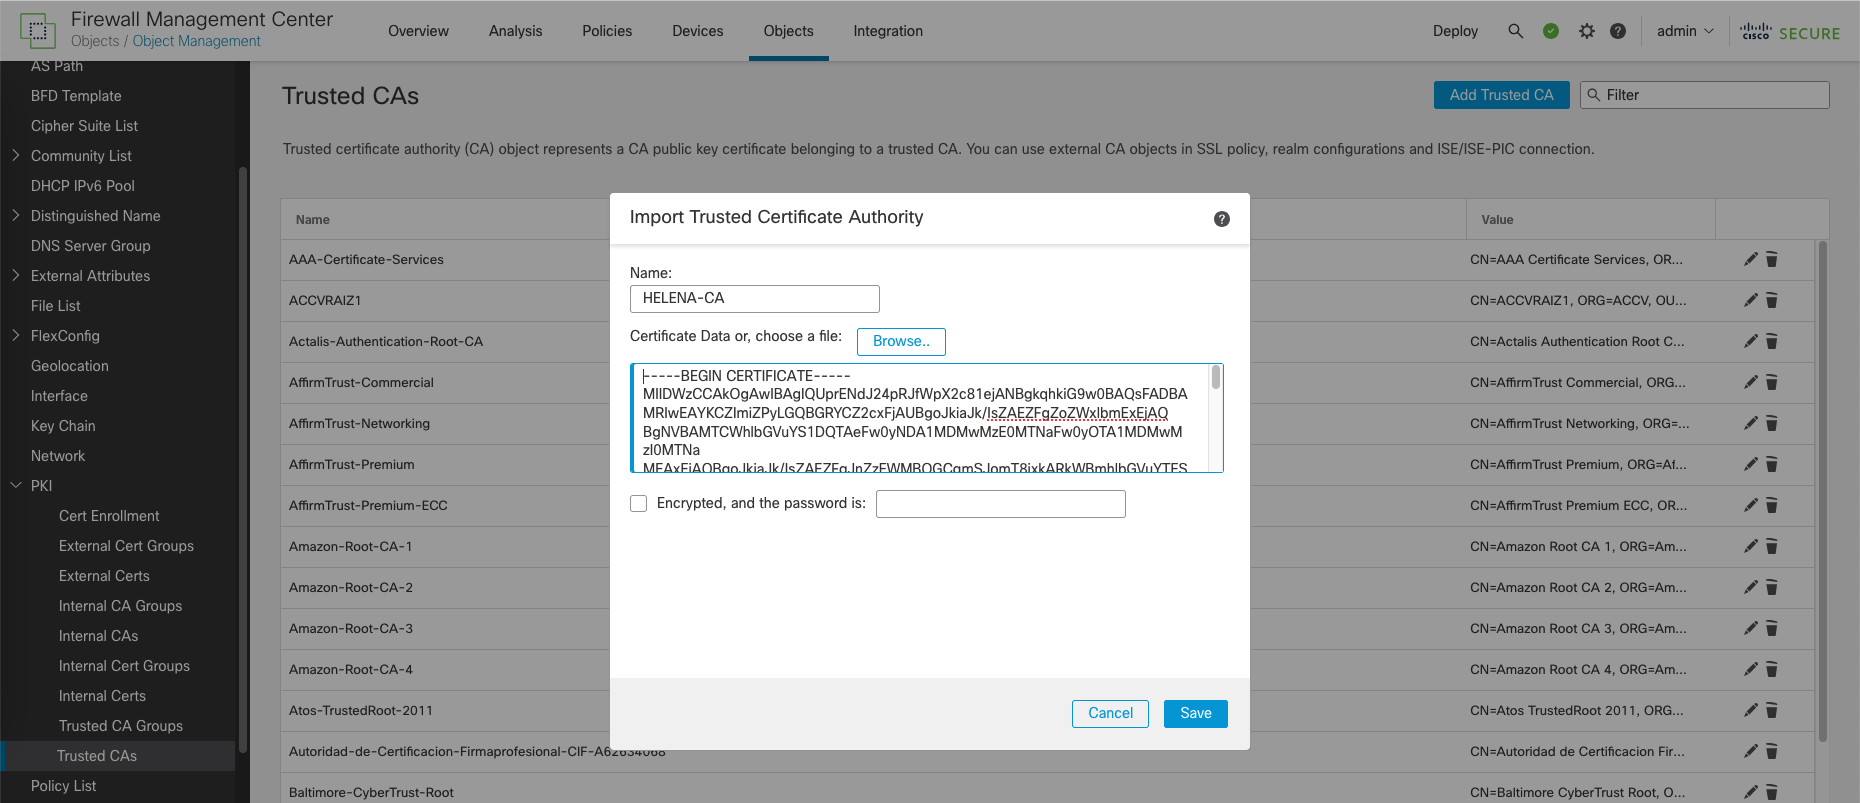 Firewall Management Center
Objects / Object Management
Overview
Analysis
Policies
Devices
Objects
Integration
Deploy
admin
cisco SECURE
AS Path
BFD Template
Cipher Suite List
Community List
DHCP IPv6 Pool
Distinguished Name
DNS Server Group
External Attributes
File List
FlexConfig
Geolocation
Interface
Key Chain
Network
PKI
Cert Enrollment
External Cert Groups
External Certs
Internal CA Groups
Internal CAs
Internal Cert Groups
Internal Certs
Trusted CA Groups
Trusted CAs
Policy List
Trusted CAs
Add Trusted CA
Filter
Trusted certificate authority (CA) object represents a CA public key certificate belonging to a trusted CA. You can use external CA objects in SSL policy, realm configurations and ISE/ISE-PIC connection.
Name
Value
AAA-Certificate-Services
CN=AAA Certificate Services, OR...
ACCVRAIZ1
CN=ACCVRAIZ1, ORG=ACCV, OU...
Actalis-Authentication-Root-CA
CN=Actalis Authentication Root C...
AffirmTrust-Commercial
CN=AffirmTrust Commercial, ORG...
AffirmTrust-Networking
CN=AffirmTrust Networking, ORG=...
AffirmTrust-Premium
CN=AffirmTrust Premium, ORG=Af...
AffirmTrust-Premium-ECC
CN=AffirmTrust Premium ECC, OR...
Amazon-Root-CA-1
CN=Amazon Root CA 1, ORG=Am...
Amazon-Root-CA-2
CN=Amazon Root CA 2, ORG=Am...
Amazon-Root-CA-3
CN=Amazon Root CA 3, ORG=Am...
Amazon-Root-CA-4
CN=Amazon Root CA 4, ORG=Am...
Atos-TrustedRoot-2011
CN=Atos TrustedRoot 2011, ORG...
Autoridad-de-Certificacion-Firmaprofesional-CIF-A62634068
CN=Autoridad de Certificacion Fir...
Baltimore-CyberTrust-Root
CN=Baltimore CyberTrust Root, O...
Import Trusted Certificate Authority
Name:
HELENA-CA
Certificate Data or, choose a file:
Browse..
-----BEGIN CERTIFICATE-----
MIIDWzCCAkOgAwIBAgIQUprENdJ24pRJfWpX2c81ejANBgkqhkiG9w0BAQsFADBA
MRIwEAYKCZImiZPyLGQBGRYCZ2cxFjAUBgoJkiaJk/IsZAEZFgZoZWxlbmExEjAQ
BgNVBAMTCWhlbGVuYS1DQTAeFw0yNDA1MDMwMzE0MTNaFw0yOTA1MDMwM
zI0MTNa
MEAxEjAQBgoJkiaJk/IsZAEZFgJnZzEWMBQGCgmSJomT8ixkARkWBmhlbGVuYTES
Encrypted, and the password is:
Cancel
Save